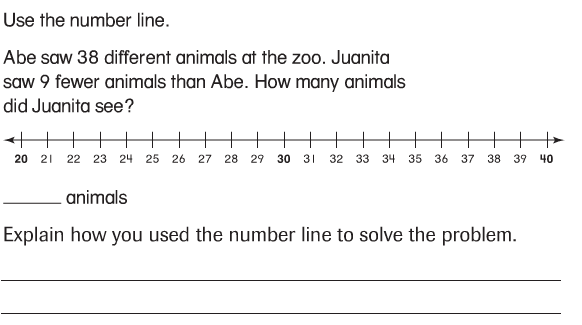 Use the number line.
Abe saw 38 different animals at the zoo. Juanita
saw 9 fewer animals than Abe. How many animals
did Juanita see?
20 21 22 23 24 25 26 27 28 29 30 31 32 33 34 35 36 37 38 39 40
______ animals
Explain how you used the number line to solve the problem.